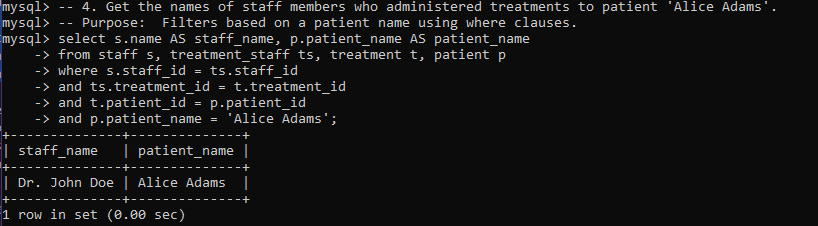 mysql> -- 4. Get the names of staff members who administered treatments to patient 'Alice Adams'.
mysql> -- Purpose:  Filters based on a patient name using where clauses.
mysql> select s.name AS staff_name, p.patient_name AS patient_name
    -> from staff s, treatment_staff ts, treatment t, patient p
    -> where s.staff_id = ts.staff_id
    -> and ts.treatment_id = t.treatment_id
    -> and t.patient_id = p.patient_id
    -> and p.patient_name = 'Alice Adams';
+--------------+--------------+
| staff_name   | patient_name |
+--------------+--------------+
| Dr. John Doe | Alice Adams  |
+--------------+--------------+
1 row in set (0.00 sec)